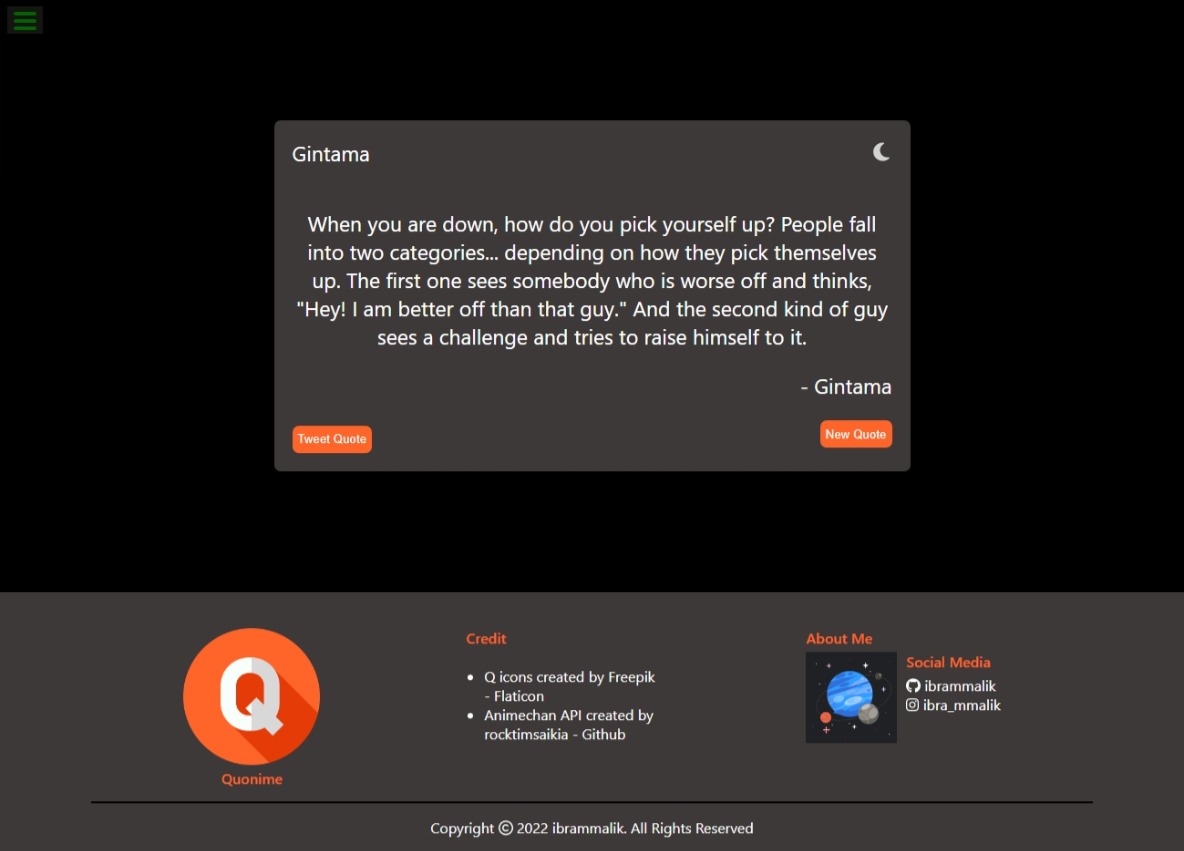 Gintama
When you are down, how do you pick yourself up? People fall
into two categories... depending on how they pick themselves
up. The first one sees somebody who is worse off and thinks,
"Hey! I am better off than that guy." And the second kind of guy
sees a challenge and tries to raise himself to it.
- Gintama
Tweet Quote
New Quote
Q
Quonime
Credit
Q icons created by Freepik
- Flaticon
Animechan API created by
rocktimsaikia - Github
About Me
Social Media
ibrammalik
ibra_mmalik
Copyright © 2022 ibrammalik. All Rights Reserved